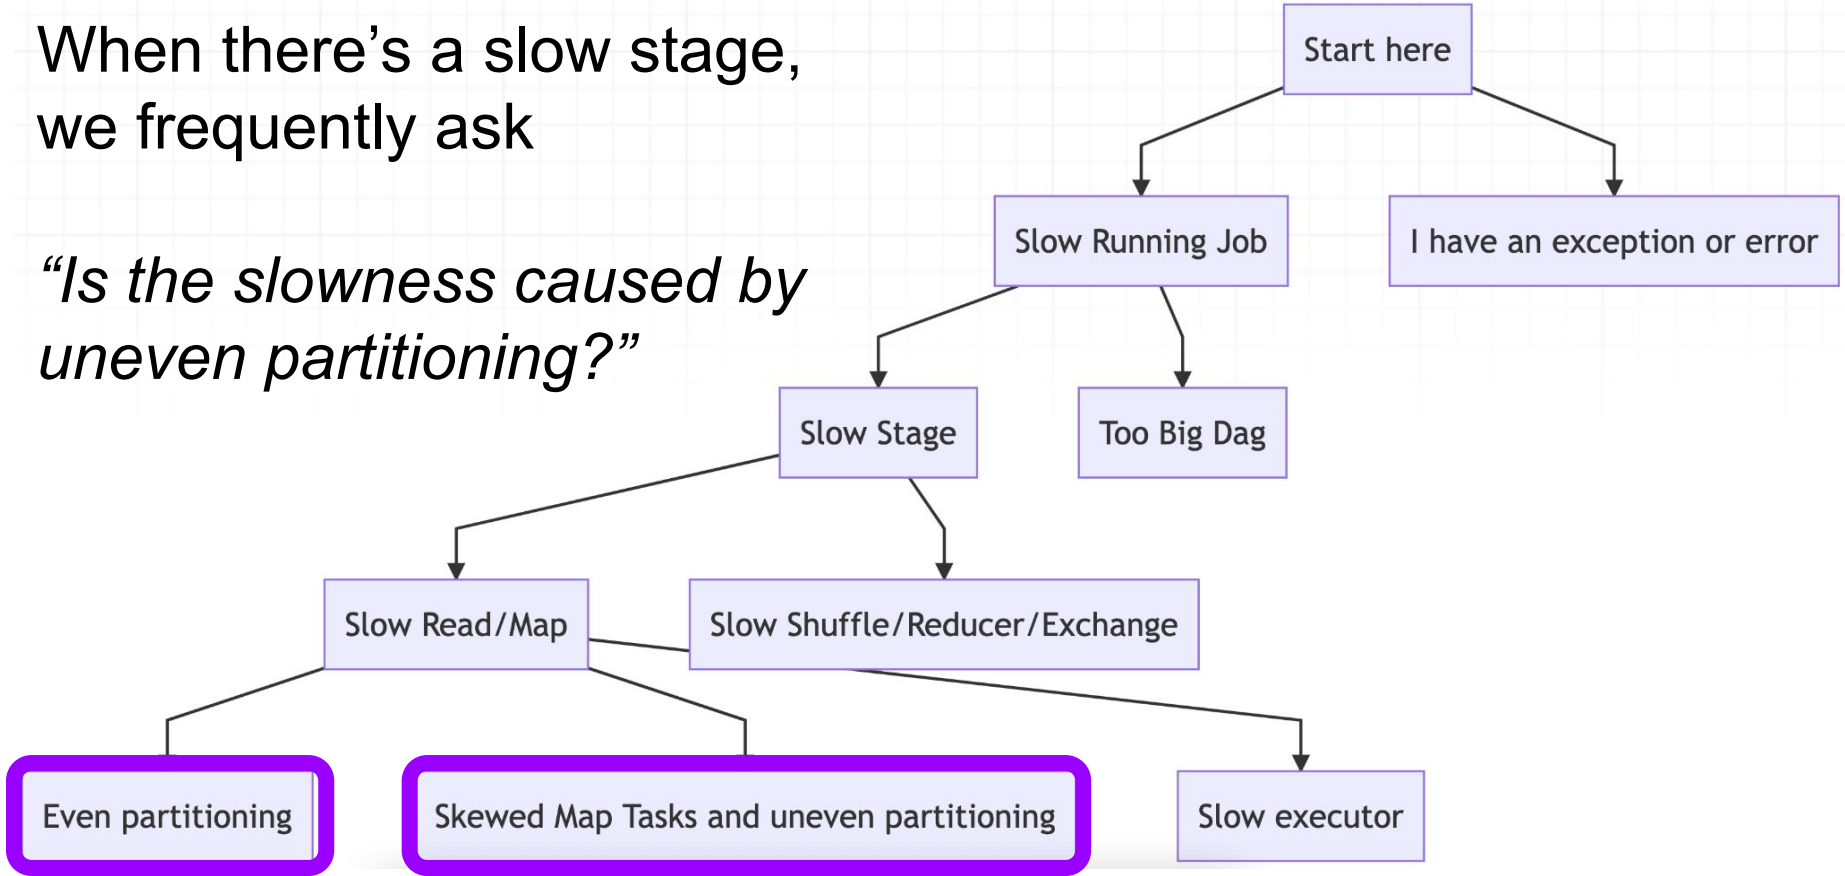 When there’s a slow stage,
we frequently ask
“Is the slowness caused by
uneven partitioning?”
Start here
Slow Running Job
I have an exception or error
Slow Stage
Too Big Dag
Slow Read/Map
Slow Shuffle/Reducer/Exchange
Even partitioning
Skewed Map Tasks and uneven partitioning
Slow executor